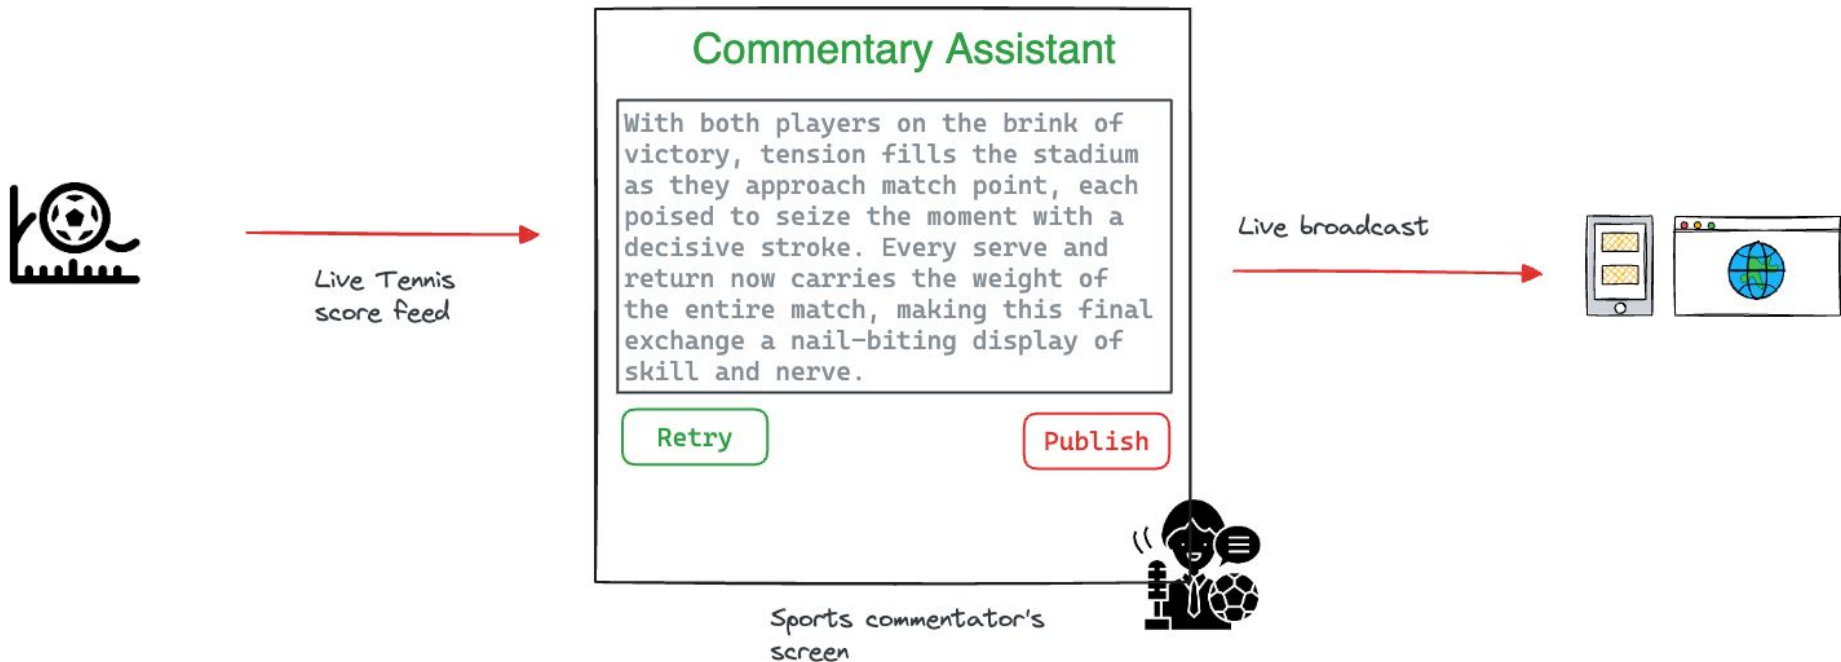 Commentary Assistant
With both players on the brink of
victory, tension fills the stadium
as they approach match point, each
poised to seize the moment with a
decisive stroke. Every serve and
return now carries the weight of
the entire match, making this final
exchange a nail-biting display of
skill and nerve.
Retry
Publish
Live Tennis
score feed
Live broadcast
Sports commentator's
screen